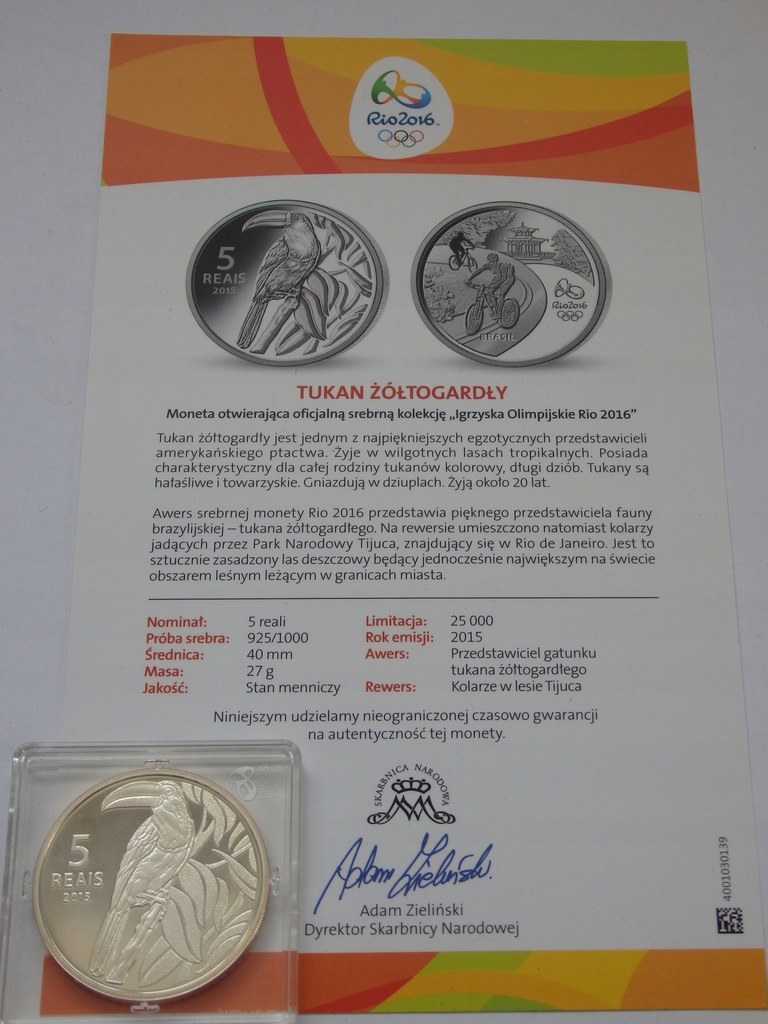 Rio2016
5
REAIS
2015
BRASIL
Rio2016
TUKAN ŻÓŁTOGARDŁY
Moneta otwierająca oficjalną srebrną kolekcję „Igrzyska Olimpijskie Rio 2016”
Tukan żółtogardły jest jednym z najpiękniejszych egzotycznych przedstawicieli
amerykańskiego ptactwa. Żyje w wilgotnych lasach tropikalnych. Posiada
charakterystyczny dla całej rodziny tukanów kolorowy, długi dziób. Tukany są
hałaśliwe i towarzyskie. Gniazdują w dziuplach. Żyją około 20 lat.
Awers srebrnej monety Rio 2016 przedstawia pięknego przedstawiciela fauny
brazylijskiej – tukana żółtogardłego. Na rewersie umieszczono natomiast kolarzy
jadących przez Park Narodowy Tijuca, znajdujący się w Rio de Janeiro. Jest to
sztucznie zasadzony las deszczowy będący jednocześnie największym na świecie
obszarem leśnym leżącym w granicach miasta.
Nominał: 5 reali Limitacja: 25 000
Próba srebra: 925/1000 Rok emisji: 2015
Średnica: 40 mm Awers: Przedstawiciel gatunku
Masa: 27 g tukana żółtogardłego
Jakość: Stan menniczy Rewers: Kolarze w lesie Tijuca
Niniejszym udzielamy nieograniczonej czasowo gwarancji
na autentyczność tej monety.
SKARBNICA NARODOWA
Adam Zieliński
Adam Zieliński
Dyrektor Skarbnicy Narodowej
4001030139
5
REAIS
2015